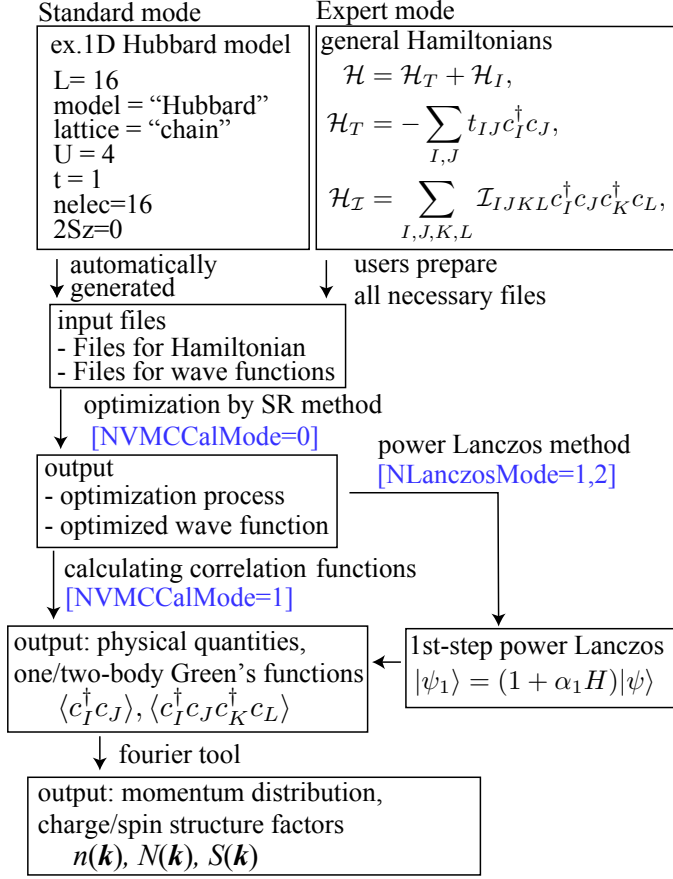 Standard mode
Expert mode
ex.1D Hubbard model
L= 16
model = “Hubbard”
lattice = “chain”
U = 4
t = 1
nelec=16
2Sz=0
general Hamiltonians
ℋ = ℋ_T + ℋ_I,
ℋ_T = − ∑_{I,J} t_{IJ} c_I^† c_J,
ℋ_ℐ = ∑_{I,J,K,L} ℐ_{IJKL} c_I^† c_J c_K^† c_L,
automatically
generated
users prepare
all necessary files
input files
- Files for Hamiltonian
- Files for wave functions
optimization by SR method
[NVMCCalMode=0]
power Lanczos method
[NLanczosMode=1,2]
output
- optimization process
- optimized wave function
calculating correlation functions
[NVMCCalMode=1]
output: physical quantities,
one/two-body Green’s functions
⟨c_I^† c_J⟩, ⟨c_I^† c_J c_K^† c_L⟩
1st-step power Lanczos
|ψ_1⟩ = (1 + α_1 H)|ψ⟩
fourier tool
output: momentum distribution,
charge/spin structure factors
n(k), N(k), S(k)